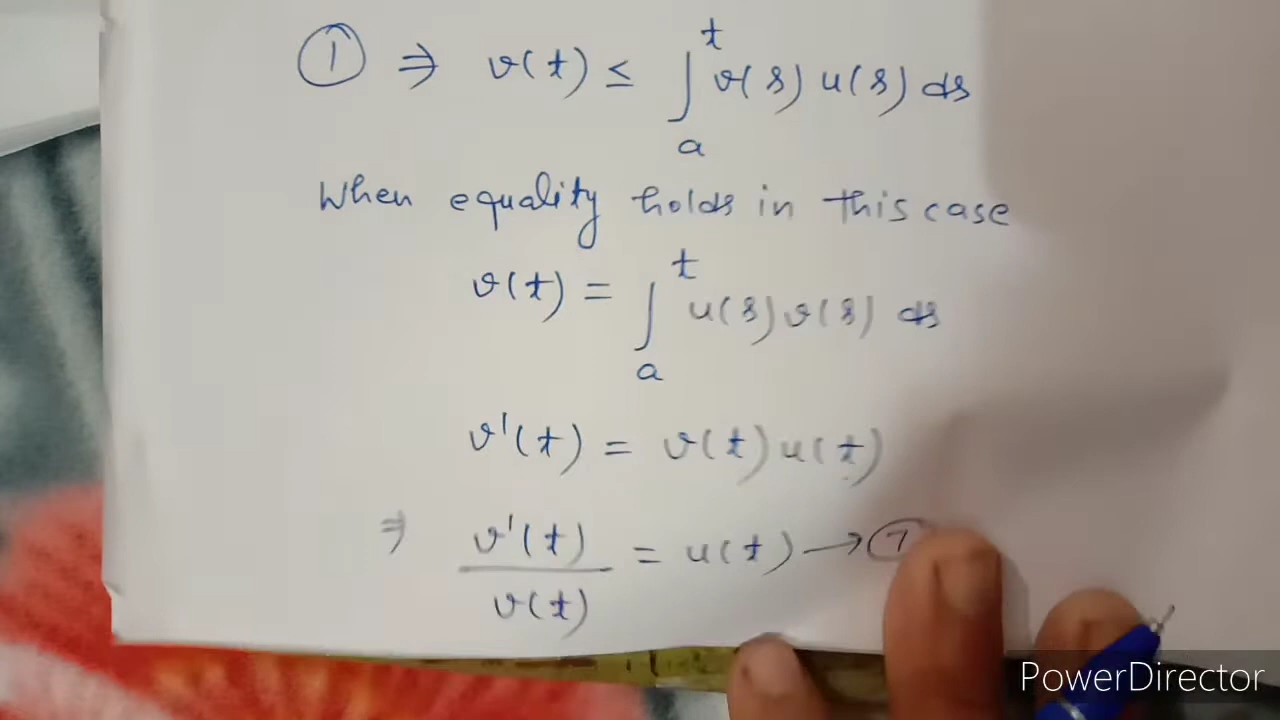 ① ⇒ v(t) ≤ ∫ₐᵗ v(s) u(s) ds
When equality holds in this case
v(t) = ∫ₐᵗ u(s) v(s) ds
v'(t) = v(t) u(t)
⇒ v'(t)/v(t) = u(t) → ⑦
PowerDirector